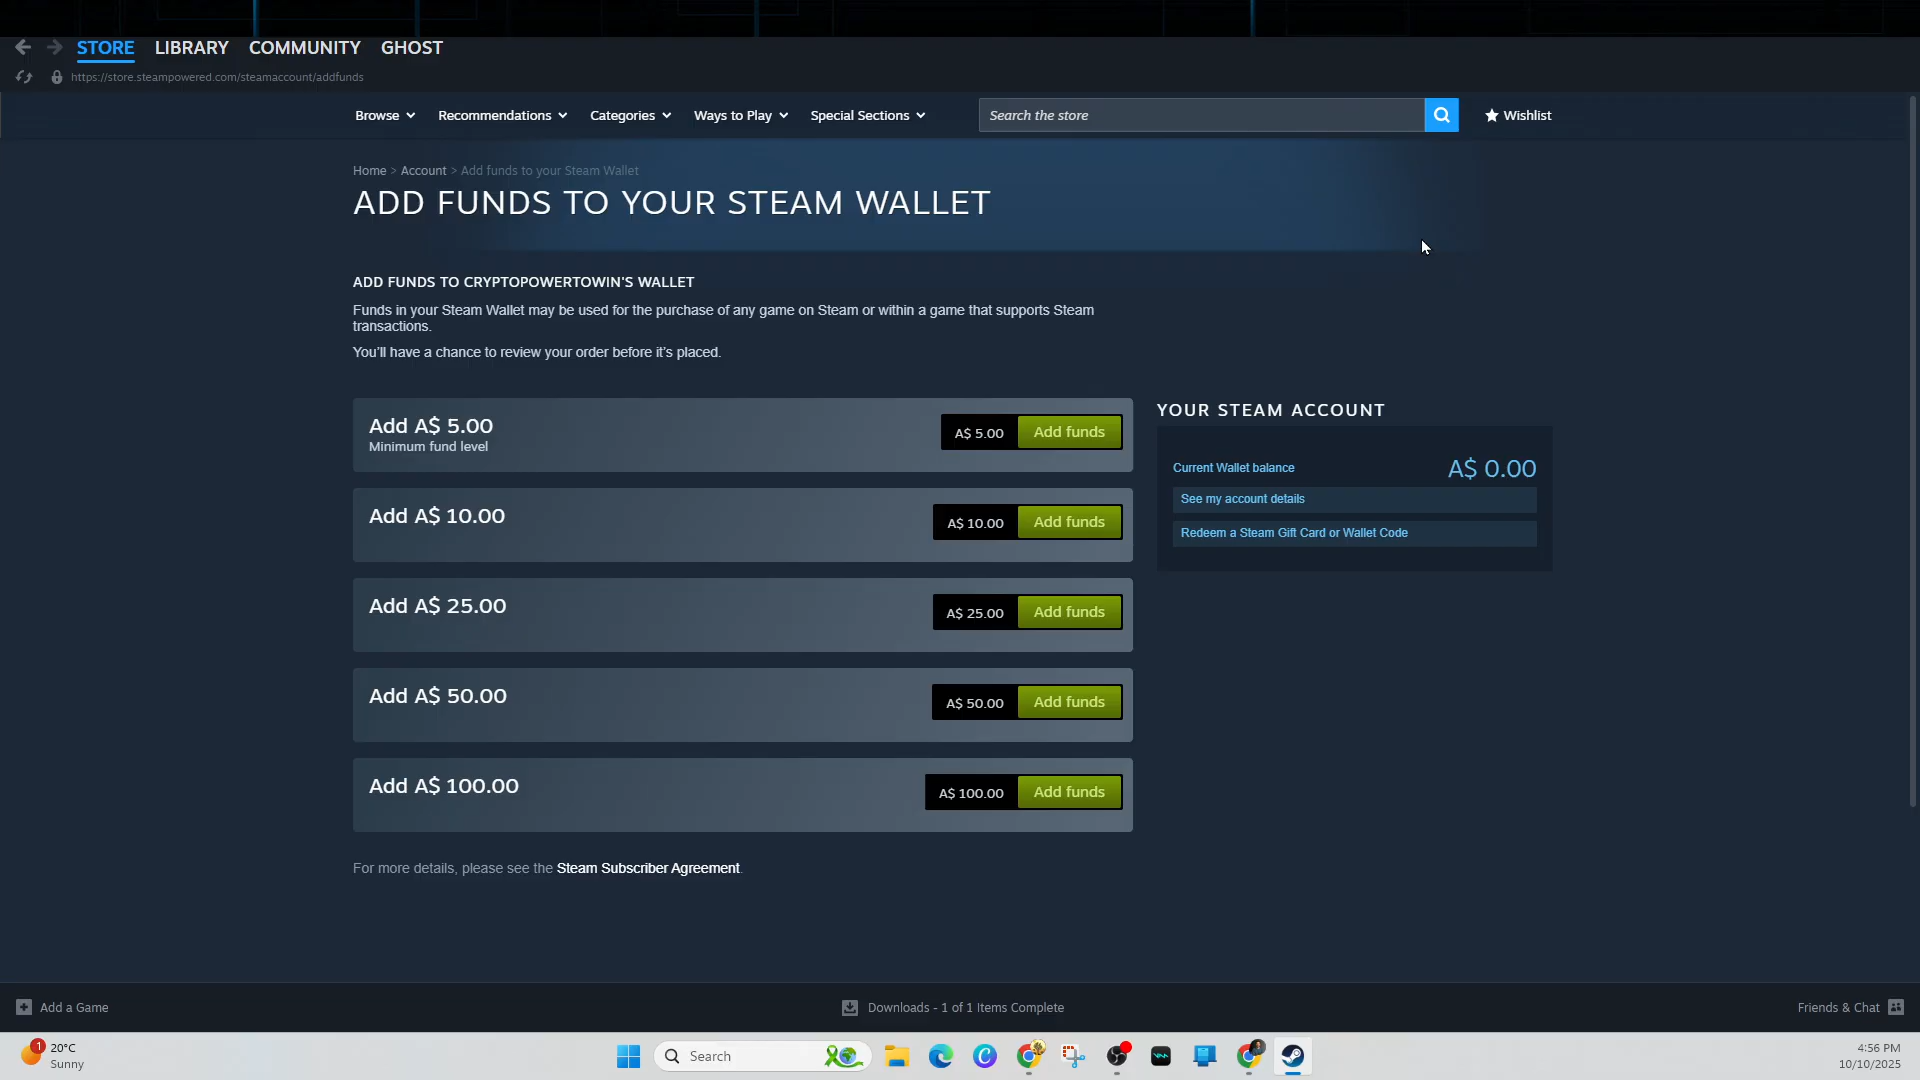 STORE LIBRARY COMMUNITY GHOST
https://store.steampowered.com/steamaccount/addfunds
Browse Recommendations Categories Ways to Play Special Sections Search the store Wishlist
Home > Account > Add funds to your Steam Wallet
ADD FUNDS TO YOUR STEAM WALLET
ADD FUNDS TO CRYPTOPOWERTOWIN'S WALLET
Funds in your Steam Wallet may be used for the purchase of any game on Steam or within a game that supports Steam
transactions.
You'll have a chance to review your order before it's placed.
Add A$ 5.00
Minimum fund level
A$ 5.00 Add funds
Add A$ 10.00
A$ 10.00 Add funds
Add A$ 25.00
A$ 25.00 Add funds
Add A$ 50.00
A$ 50.00 Add funds
Add A$ 100.00
A$ 100.00 Add funds
For more details, please see the Steam Subscriber Agreement.
YOUR STEAM ACCOUNT
Current Wallet balance A$ 0.00
See my account details
Redeem a Steam Gift Card or Wallet Code
Add a Game Downloads - 1 of 1 Items Complete Friends & Chat
1
20°C
Sunny
Search
4:56 PM
10/10/2025